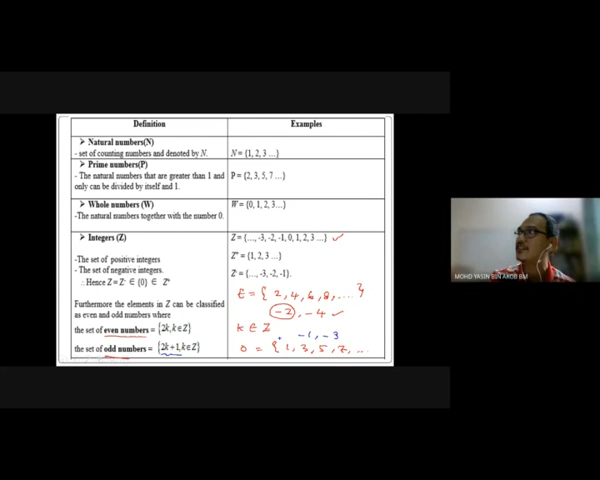 Definition
Examples
➤ Natural numbers(N)
- set of counting numbers and denoted by N.
N = {1, 2, 3 …}
➤ Prime numbers(P)
- The natural numbers that are greater than 1 and
only can be divided by itself and 1.
P = {2, 3, 5, 7 …}
➤ Whole numbers (W)
-The natural numbers together with the number 0.
W = {0, 1, 2, 3…}
➤ Integers (Z)
-The set of positive integers
- The set of negative integers.
∴ Hence Z = Z⁻ ∈ {0} ∈ Z⁺
Furthermore the elements in Z can be classified
as even and odd numbers where
the set of even numbers = {2k, k∈Z}
the set of odd numbers = {2k+1, k∈Z}
Z = {…, -3, -2, -1, 0, 1, 2, 3…} ✓
Z⁺ = {1, 2, 3…}
Z⁻ = {…, -3, -2, -1}.
E = { 2, 4, 6, 8, .... }
-2, -4 ✓
k ∈ Z
-1, -3
O = { 1, 3, 5, 7, ...
MOHD YASIN BIN AKOB BM